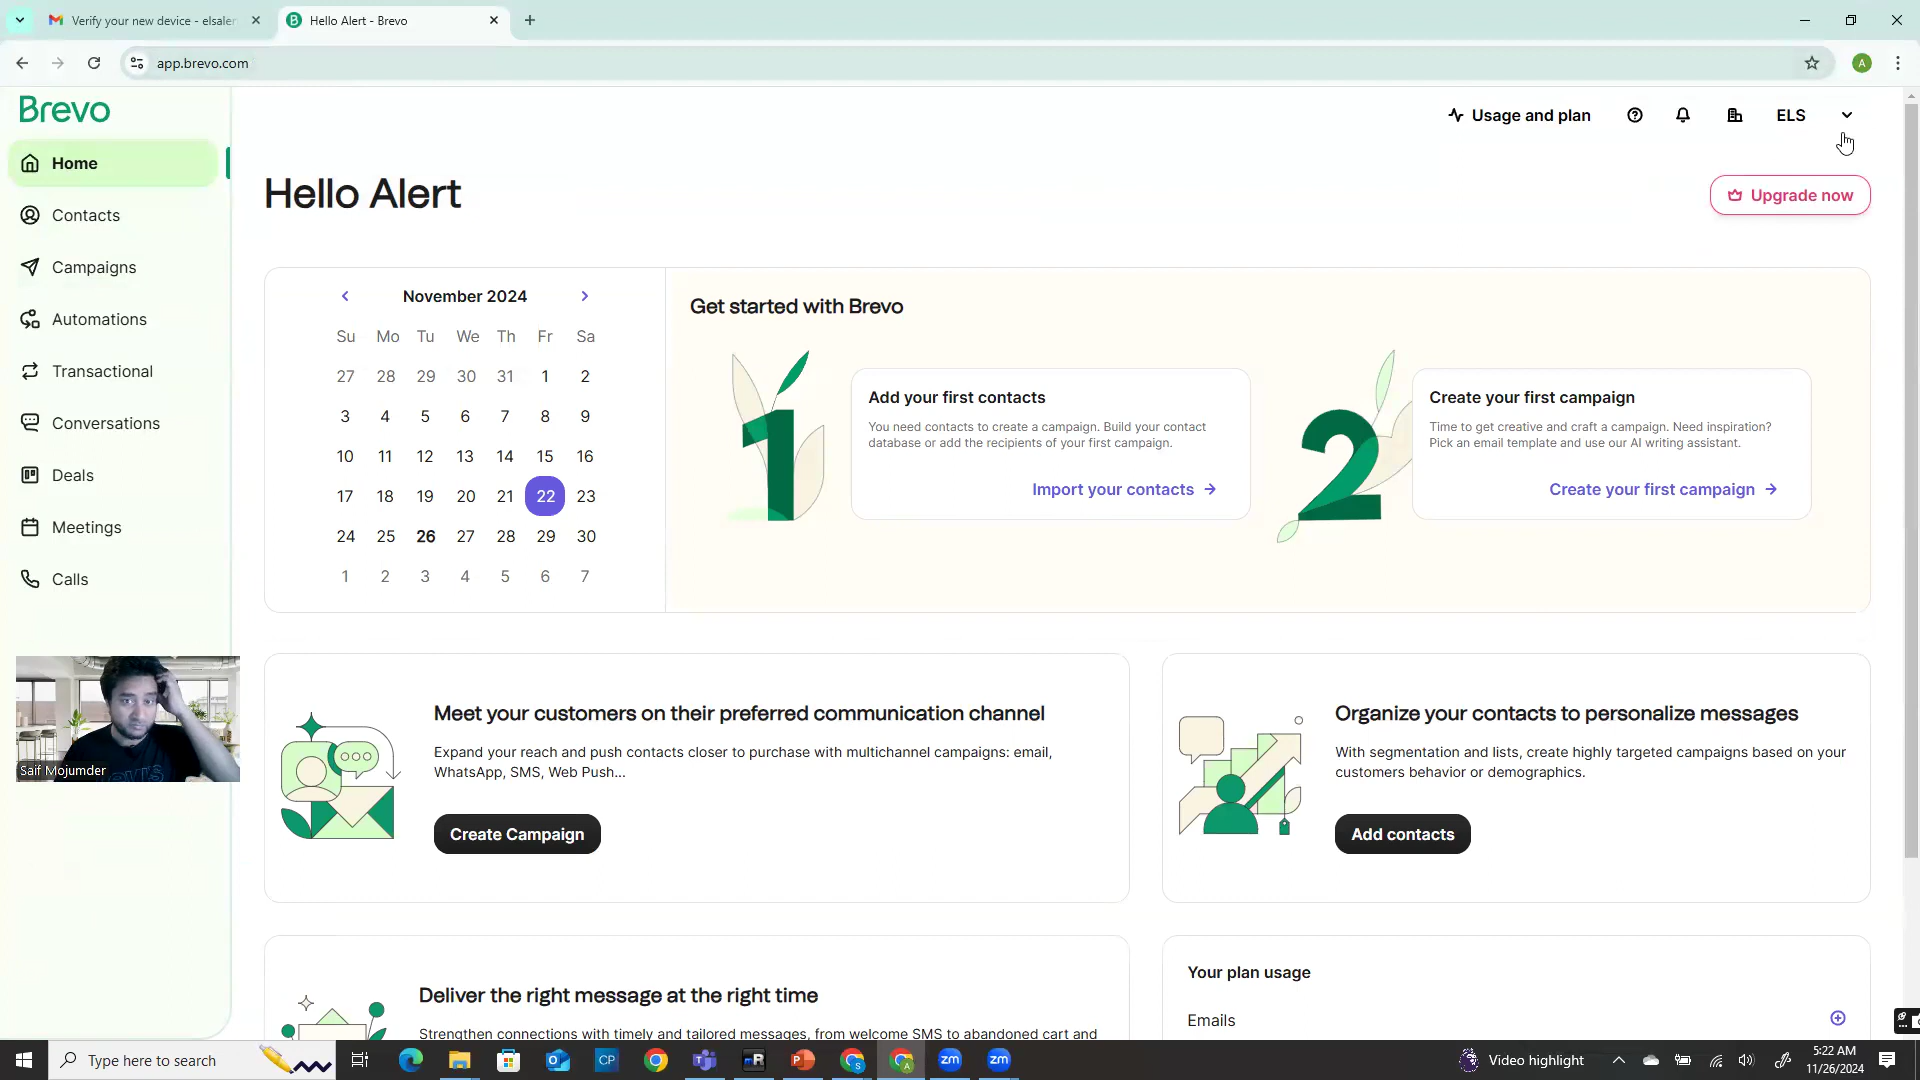 Verify your new device - elsaler
Hello Alert - Brevo
app.brevo.com
A
Brevo
Usage and plan
ELS
Home
Contacts
Campaigns
Automations
Transactional
Conversations
Deals
Meetings
Calls
Hello Alert
Upgrade now
November 2024
Su Mo Tu We Th Fr Sa
27 28 29 30 31 1 2
3 4 5 6 7 8 9
10 11 12 13 14 15 16
17 18 19 20 21 22 23
24 25 26 27 28 29 30
1 2 3 4 5 6 7
Get started with Brevo
1
Add your first contacts
You need contacts to create a campaign. Build your contact
database or add the recipients of your first campaign.
Import your contacts
2
Create your first campaign
Time to get creative and craft a campaign. Need inspiration?
Pick an email template and use our AI writing assistant.
Create your first campaign
Saif Mojumder
Meet your customers on their preferred communication channel
Expand your reach and push contacts closer to purchase with multichannel campaigns: email,
WhatsApp, SMS, Web Push...
Create Campaign
Organize your contacts to personalize messages
With segmentation and lists, create highly targeted campaigns based on your
customers behavior or demographics.
Add contacts
Deliver the right message at the right time
Strengthen connections with timely and tailored messages, from welcome SMS to abandoned cart and
Your plan usage
Emails
Type here to search
CP
zm
zm
Video highlight
5:22 AM
11/26/2024